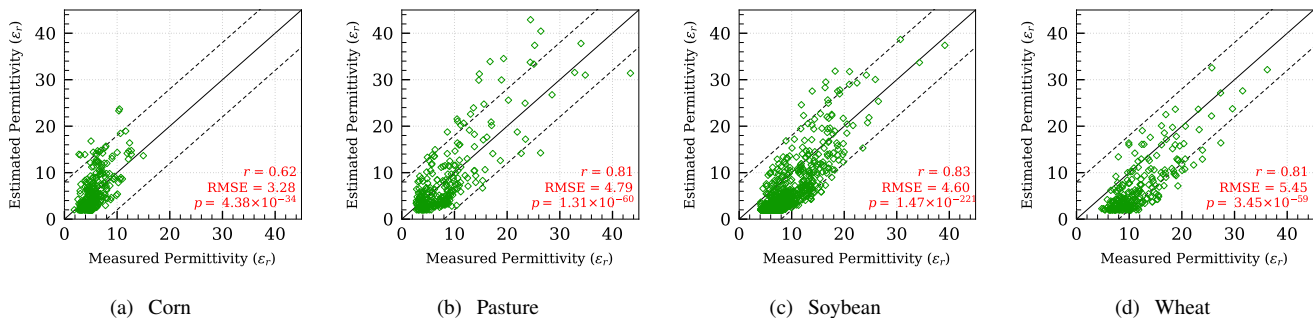 40
30
20
10
0
Estimated Permittivity (εr)
r = 0.62
RMSE = 3.28
p = 4.38×10−34
0 10 20 30 40
Measured Permittivity (εr)
(a) Corn
40
30
20
10
0
Estimated Permittivity (εr)
r = 0.81
RMSE = 4.79
p = 1.31×10−60
0 10 20 30 40
Measured Permittivity (εr)
(b) Pasture
40
30
20
10
0
Estimated Permittivity (εr)
r = 0.83
RMSE = 4.60
p = 1.47×10−221
0 10 20 30 40
Measured Permittivity (εr)
(c) Soybean
40
30
20
10
0
Estimated Permittivity (εr)
r = 0.81
RMSE = 5.45
p = 3.45×10−59
0 10 20 30 40
Measured Permittivity (εr)
(d) Wheat